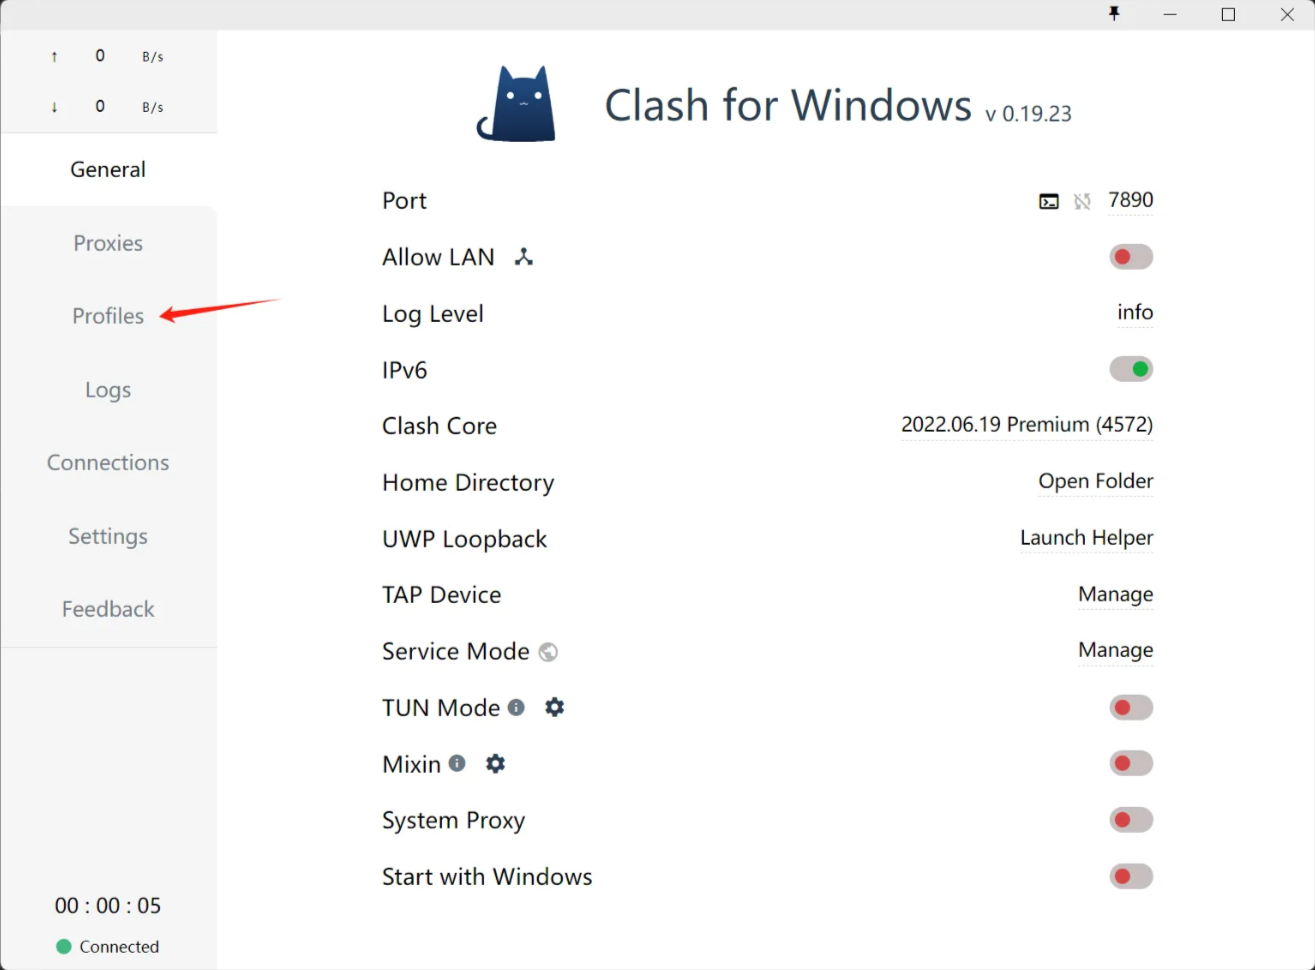 ↑ 0 B/s
↓ 0 B/s
General
Proxies
Profiles
Logs
Connections
Settings
Feedback
00 : 00 : 05
Connected
Clash for Windows v 0.19.23
Port 7890
Allow LAN
Log Level info
IPv6
Clash Core 2022.06.19 Premium (4572)
Home Directory Open Folder
UWP Loopback Launch Helper
TAP Device Manage
Service Mode Manage
TUN Mode
Mixin
System Proxy
Start with Windows